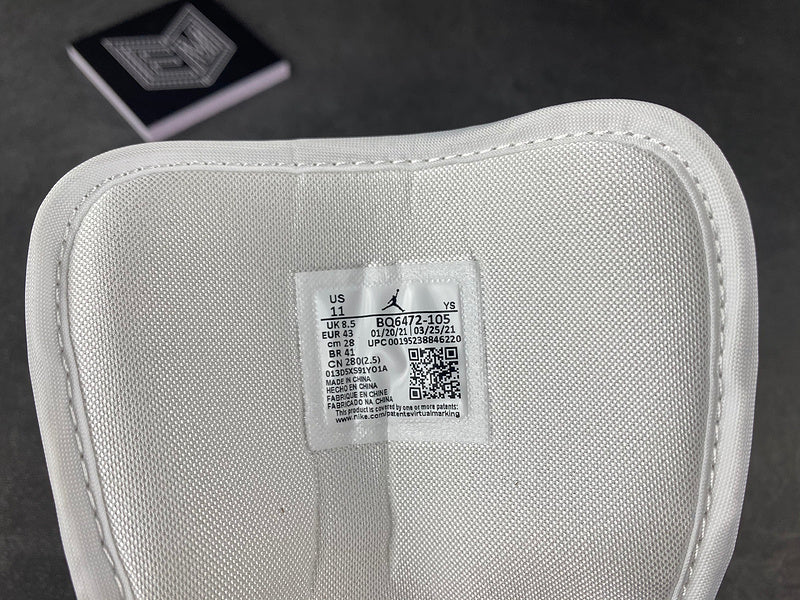 US
11
YS
UK 8.5
BQ6472-105
EUR 43
01/20/21 | 03/25/21
cm 28
UPC 00195238846220
BR 41
CN 280(2.5)
013DSXS91YO1A
MADE IN CHINA
HECHO EN CHINA
FABRIQUE EN CHINE
FABRICADO NA CHINA
This product is covered by one or more patents:
www.nike.com/patentsvirtualmarking